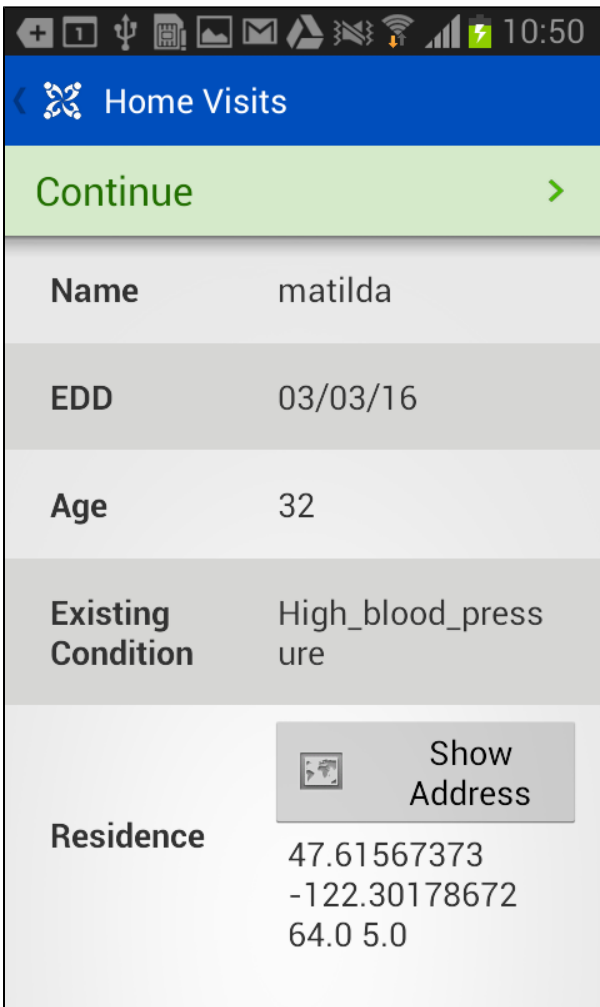 1 10:50
Home Visits
Continue
Name matilda
EDD 03/03/16
Age 32
Existing Condition High_blood_press
ure
Residence Show
Address
47.61567373
-122.30178672
64.0 5.0